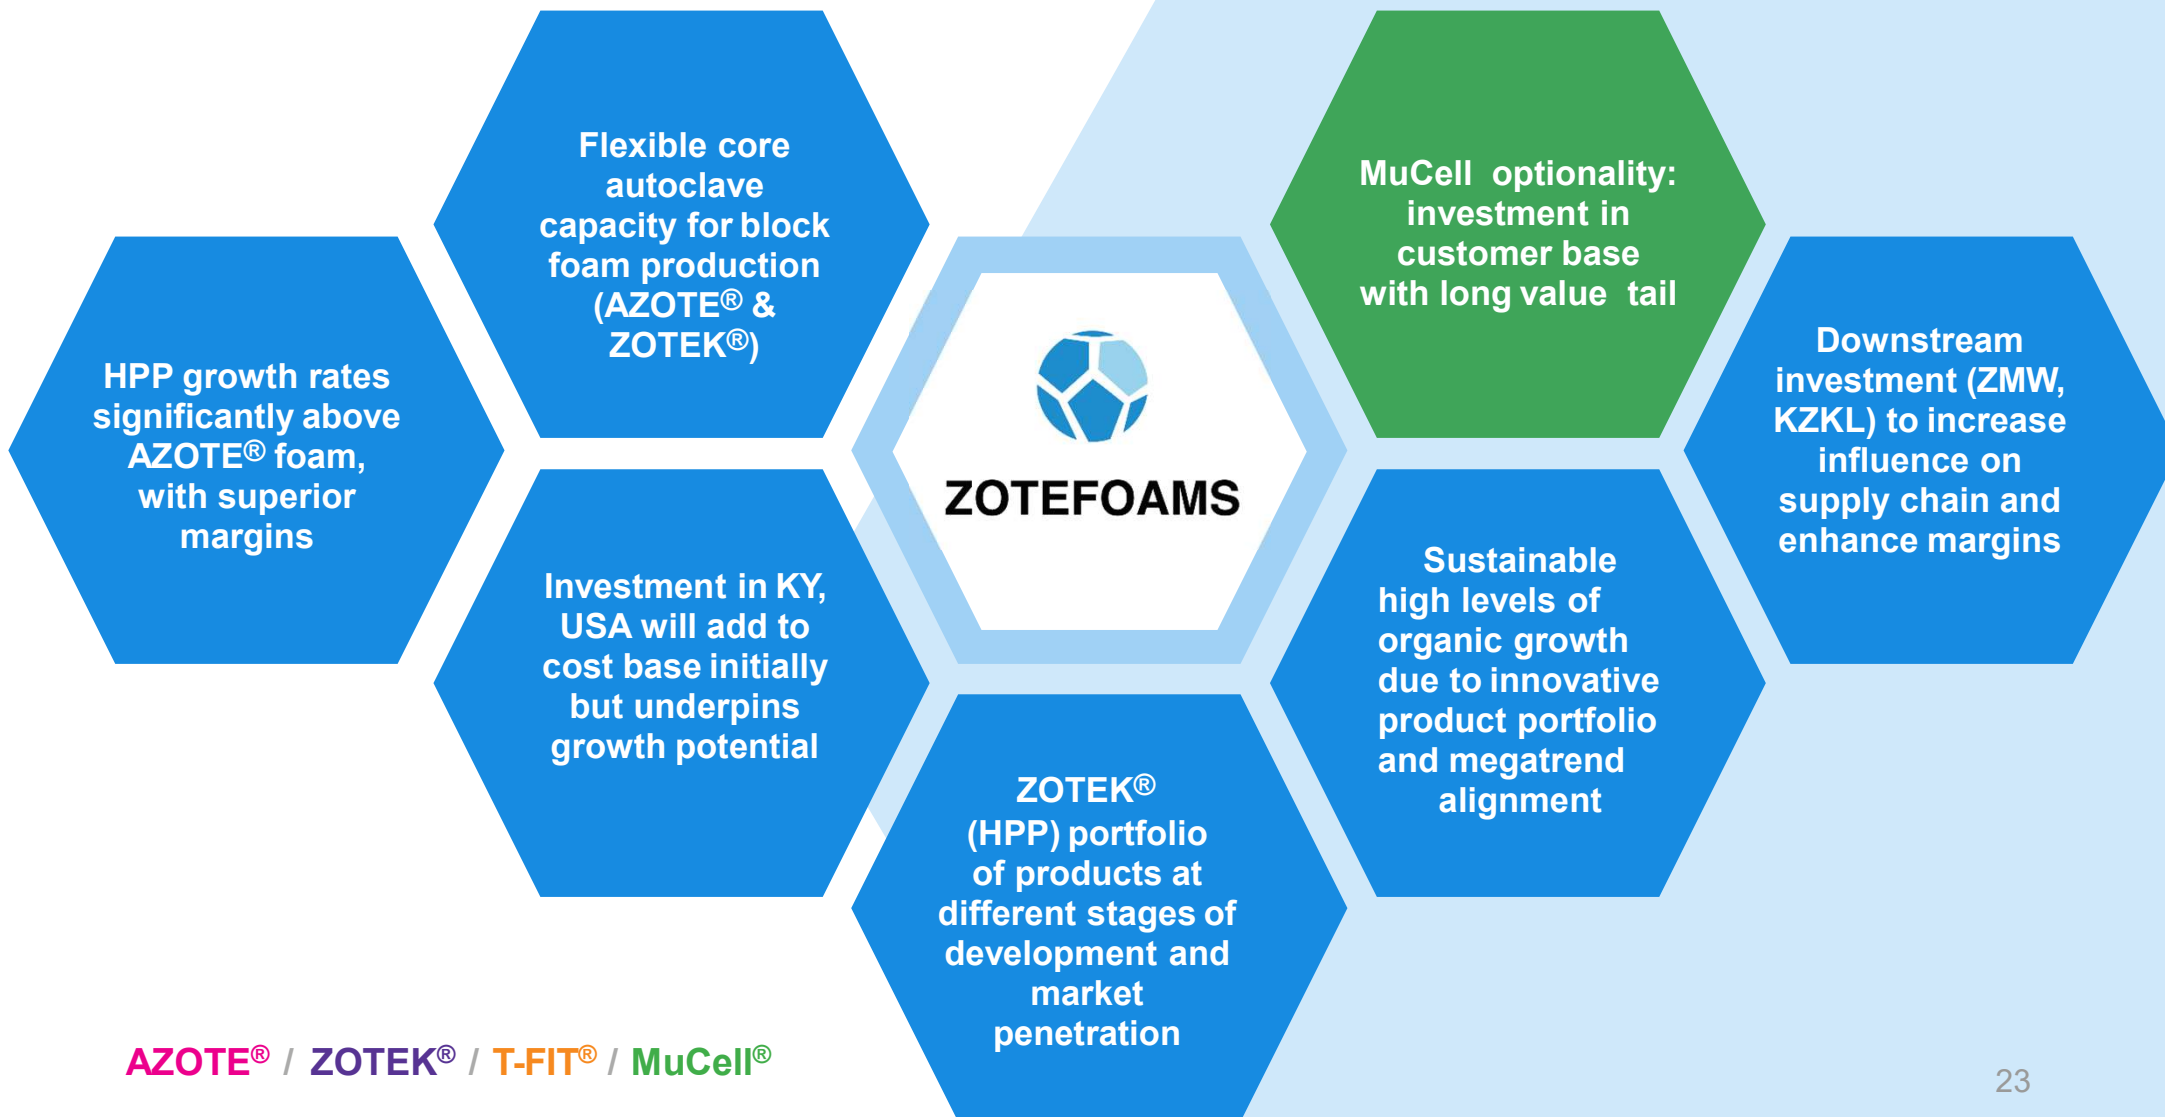 HPP growth rates
significantly above
AZOTE® foam,
with superior
margins
Flexible core
autoclave
capacity for block
foam production
(AZOTE® &
ZOTEK®)
Investment in KY,
USA will add to
cost base initially
but underpins
growth potential
ZOTEFOAMS
ZOTEK®
(HPP) portfolio
of products at
different stages of
development and
market
penetration
MuCell optionality:
investment in
customer base
with long value tail
Sustainable
high levels of
organic growth
due to innovative
product portfolio
and megatrend
alignment
Downstream
investment (ZMW,
KZKL) to increase
influence on
supply chain and
enhance margins
AZOTE® / ZOTEK® / T-FIT® / MuCell®
23